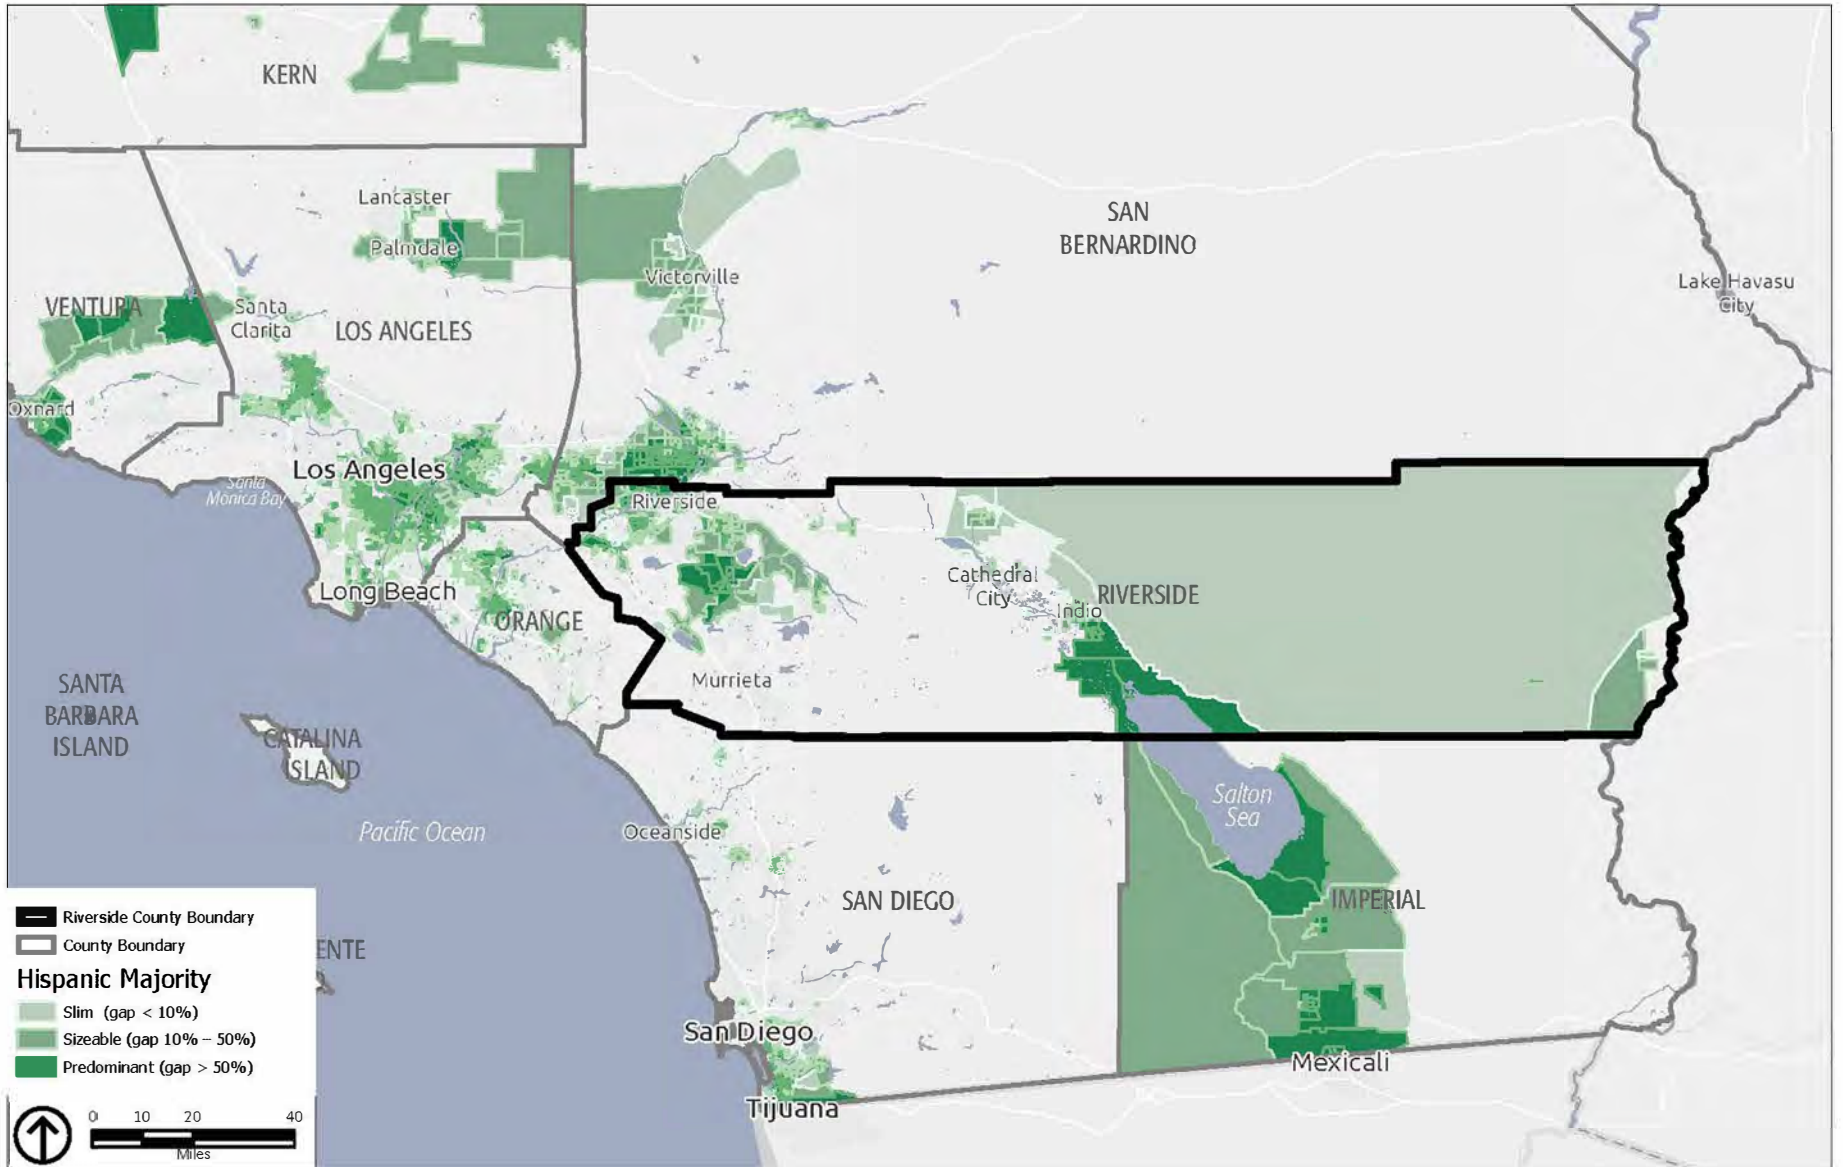 KERN
Lancaster
Palmdale
SAN
BERNARDINO
Victorville
Lake Havasu
City
VENTURA
Santa
Clarita
LOS ANGELES
Oxnard
Los Angeles
Santa
Monica Bay
Riverside
Long Beach
ORANGE
Cathedral
City
RIVERSIDE
Indio
Murrieta
SANTA
BARBARA
ISLAND
CATALINA
ISLAND
Pacific Ocean
Oceanside
Salton
Sea
SAN DIEGO
IMPERIAL
ENTE
San Diego
Mexicali
Tijuana
Riverside County Boundary
County Boundary
Hispanic Majority
Slim (gap < 10%)
Sizeable (gap 10% – 50%)
Predominant (gap > 50%)
0 10 20 40
Miles